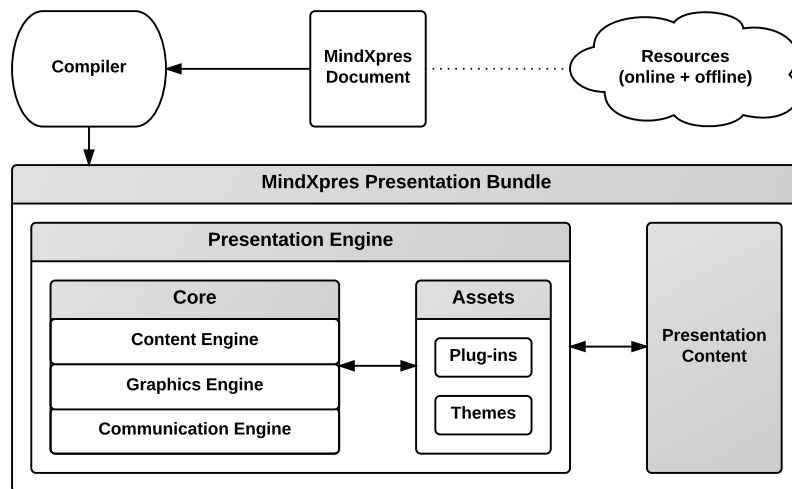 Compiler
MindXpres
Document
Resources
(online + offline)
MindXpres Presentation Bundle
Presentation Engine
Core
Content Engine
Graphics Engine
Communication Engine
Assets
Plug-ins
Themes
Presentation
Content